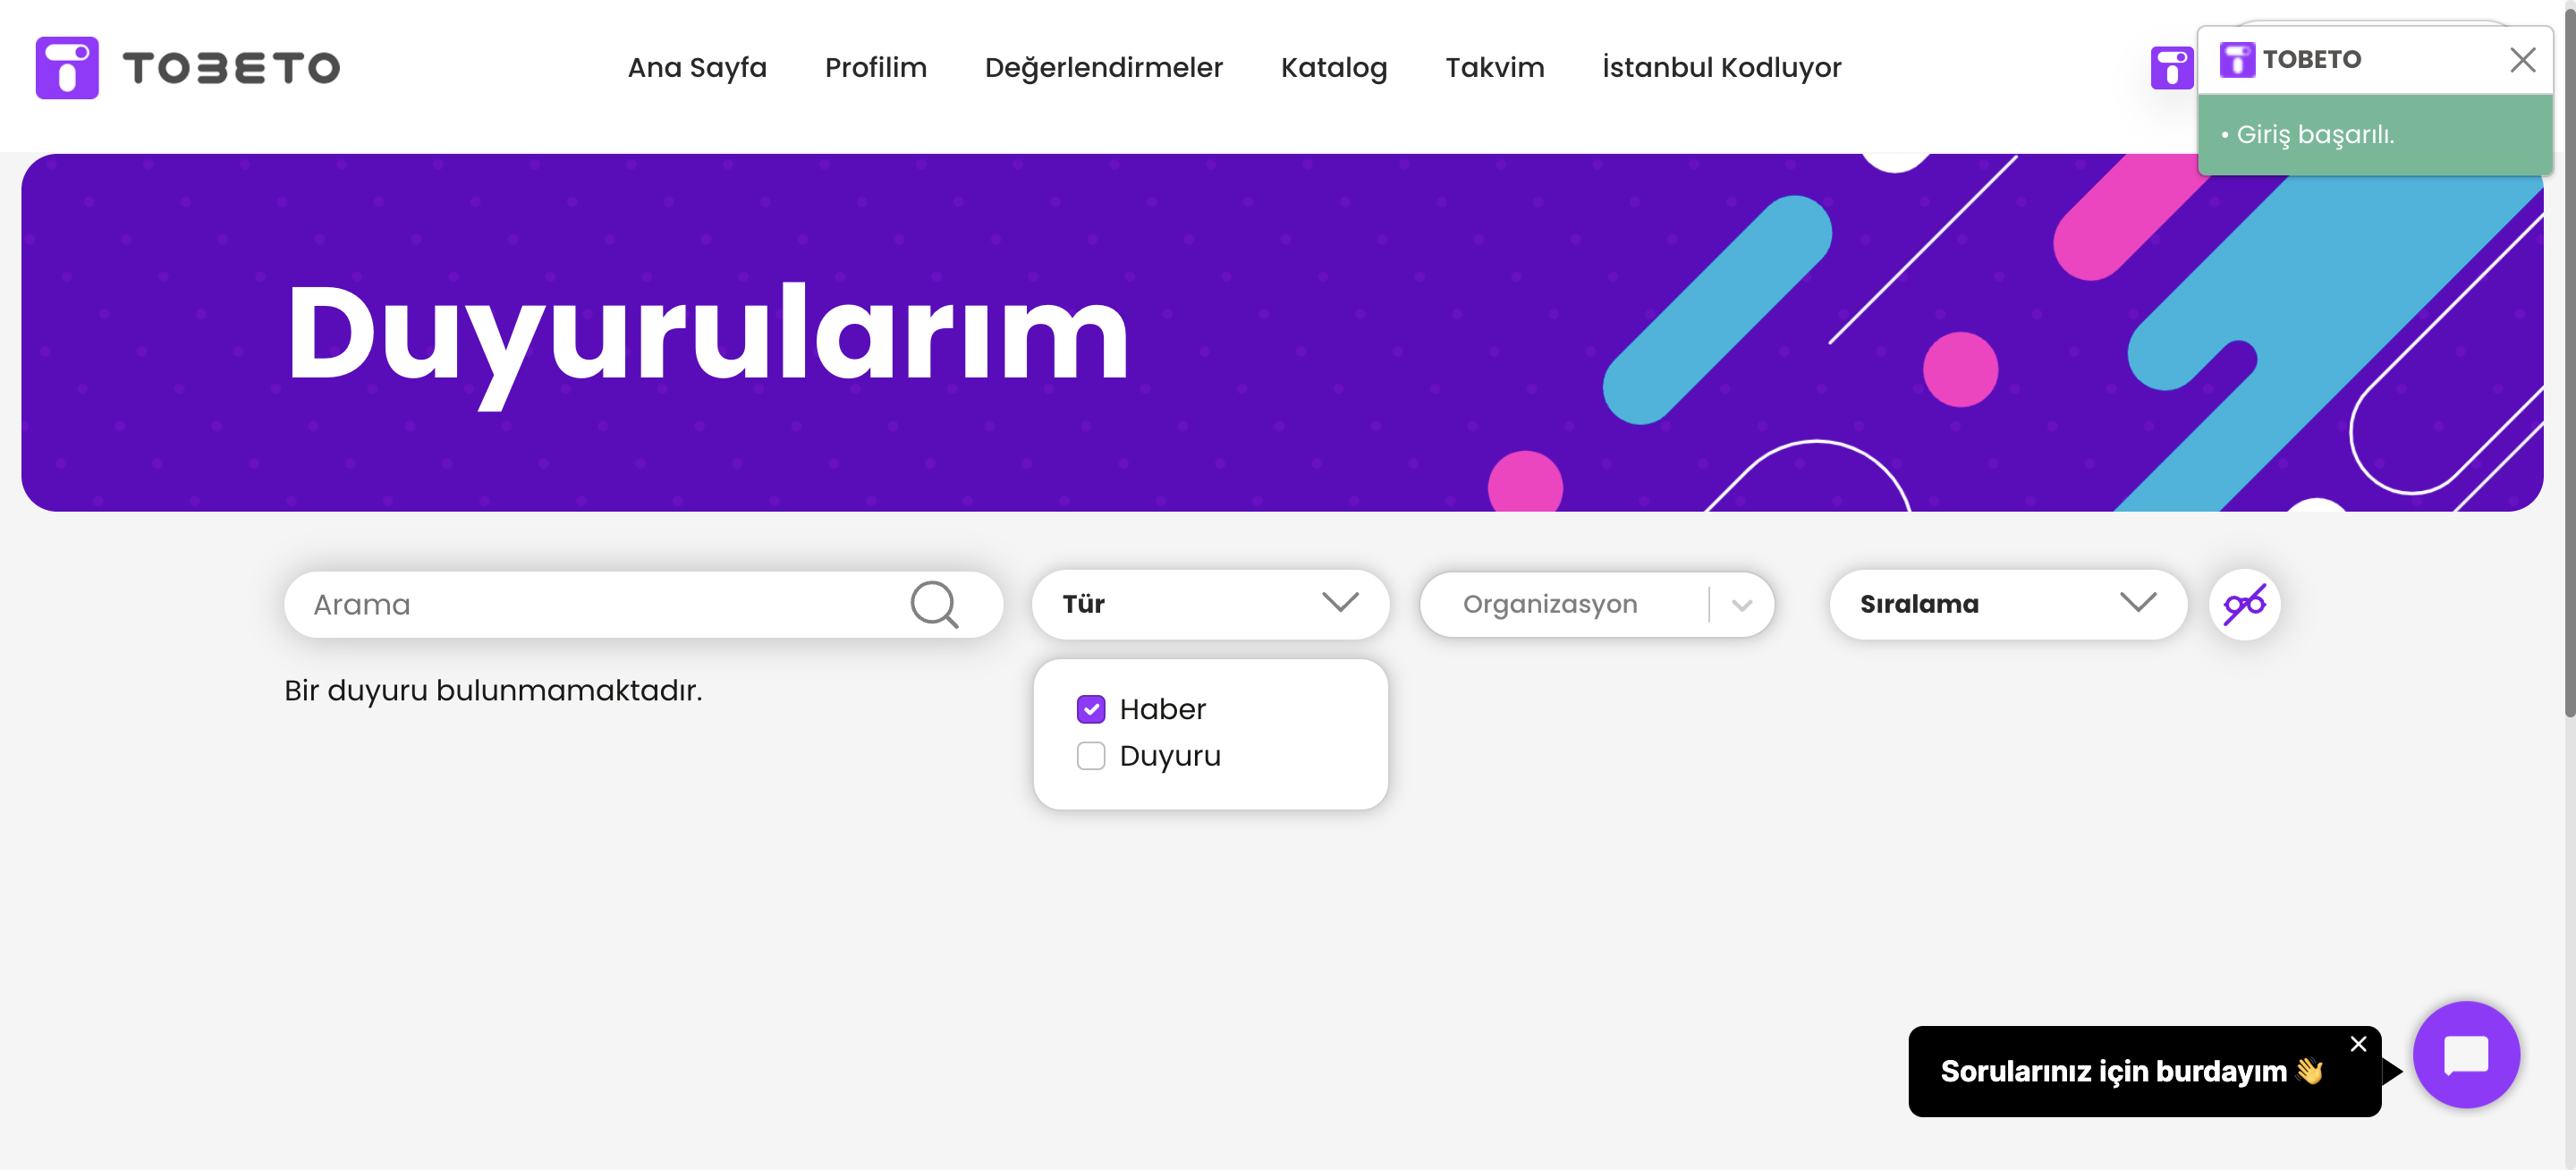 TOBETO
Ana Sayfa
Profilim
Değerlendirmeler
Katalog
Takvim
İstanbul Kodluyor
TOBETO
• Giriş başarılı.
Duyurularım
Arama
Tür
Organizasyon
Sıralama
Bir duyuru bulunmamaktadır.
Haber
Duyuru
Sorularınız için burdayım 👋